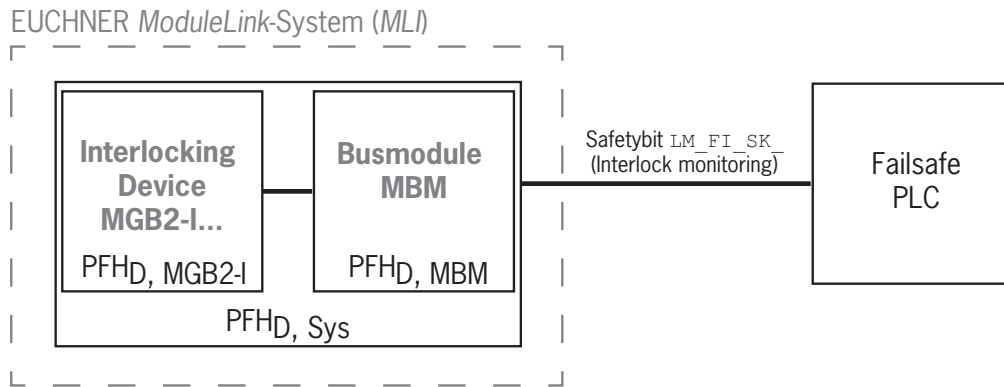 EUCHNER ModuleLink-System (MLI)
Interlocking
Device
MGB2-I...
PFHD, MGB2-I
Busmodule
MBM
PFHD, MBM
PFHD, Sys
Safetybit LM_FI_SK_
(Interlock monitoring)
Failsafe
PLC